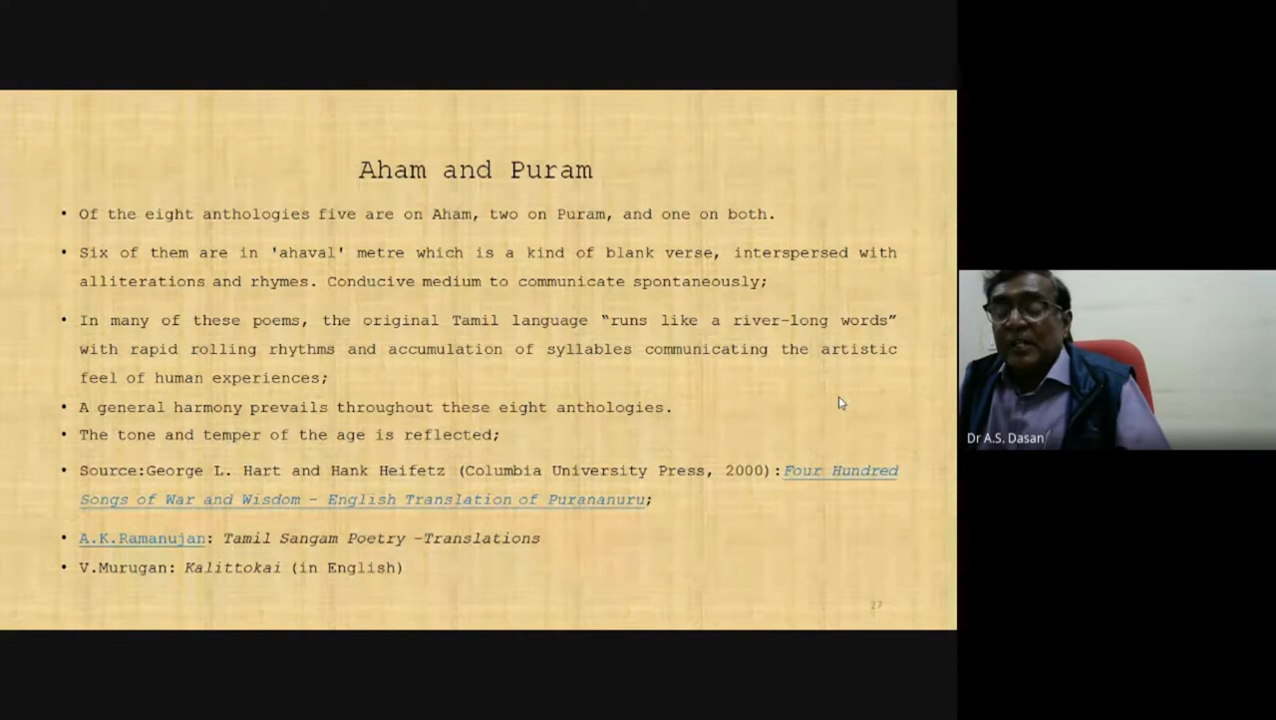 Aham and Puram
• Of the eight anthologies five are on Aham, two on Puram, and one on both.
• Six of them are in 'ahaval' metre which is a kind of blank verse, interspersed with
alliterations and rhymes. Conducive medium to communicate spontaneously;
• In many of these poems, the original Tamil language “runs like a river-long words”
with rapid rolling rhythms and accumulation of syllables communicating the artistic
feel of human experiences;
• A general harmony prevails throughout these eight anthologies.
• The tone and temper of the age is reflected;
• Source:George L. Hart and Hank Heifetz (Columbia University Press, 2000):Four Hundred
Songs of War and Wisdom – English Translation of Purananuru;
• A.K.Ramanujan: Tamil Sangam Poetry –Translations
• V.Murugan: Kalittokai (in English)
27
Dr A.S. Dasan